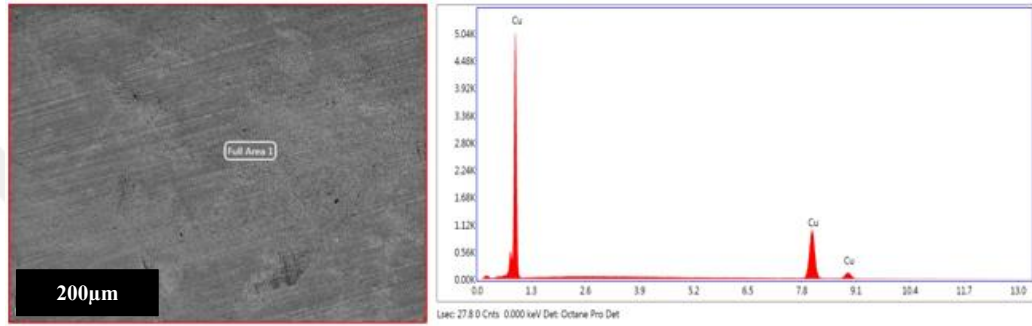 Full Area 1
200µm
5.04K
4.48K
3.92K
3.36K
2.80K
2.24K
1.68K
1.12K
0.56K
0.00K
Cu
Cu
Cu
0.0 1.3 2.6 3.9 5.2 6.5 7.8 9.1 10.4 11.7 13.0
Lsec: 27.8 0 Cnts 0.000 keV Det: Octane Pro Det